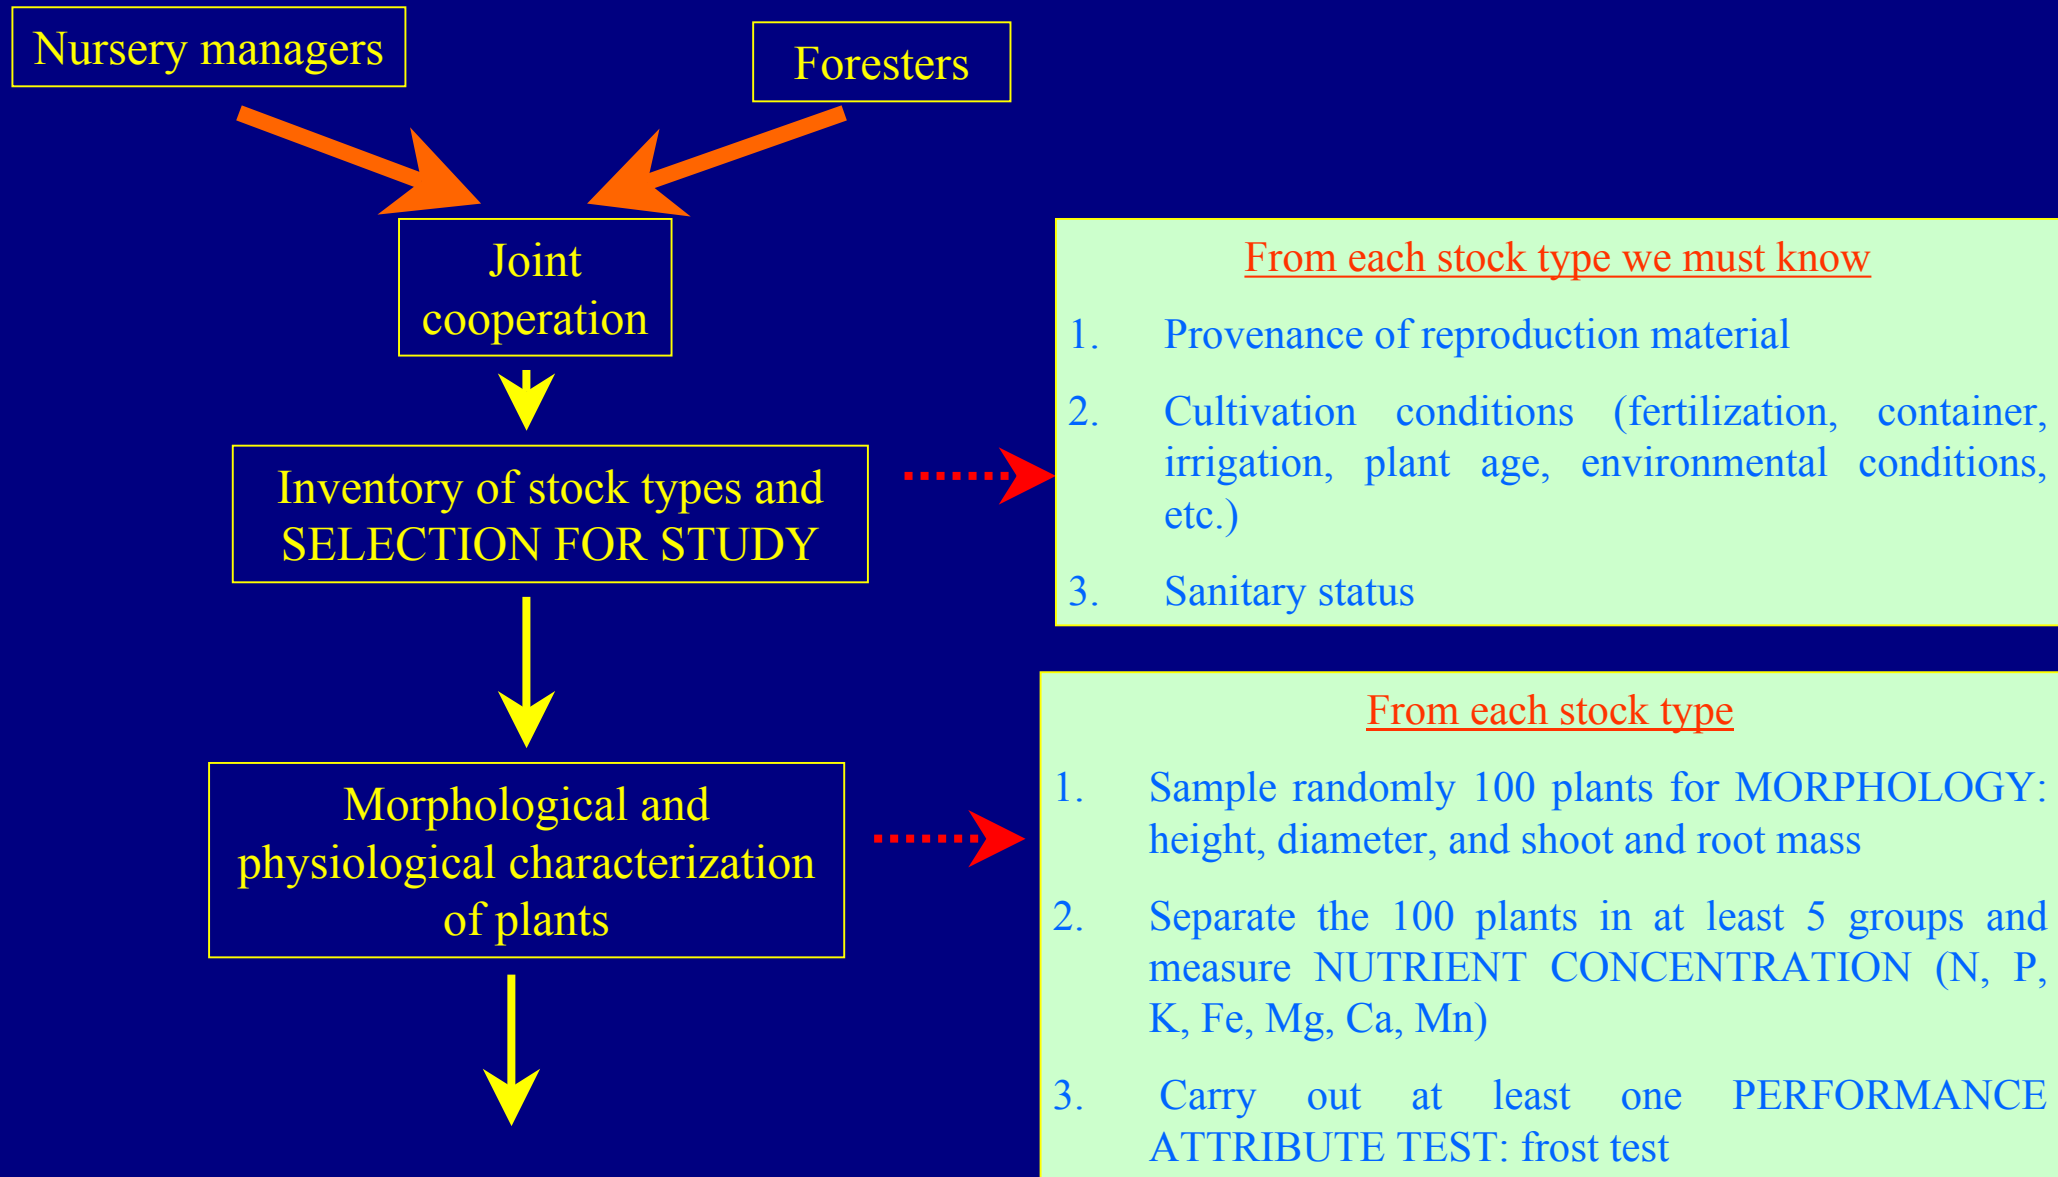 Nursery managers
Foresters
Joint
cooperation
Inventory of stock types and
SELECTION FOR STUDY
From each stock type we must know
1. Provenance of reproduction material
2. Cultivation conditions (fertilization, container,
irrigation, plant age, environmental conditions,
etc.)
3. Sanitary status
Morphological and
physiological characterization
of plants
From each stock type
1. Sample randomly 100 plants for MORPHOLOGY:
height, diameter, and shoot and root mass
2. Separate the 100 plants in at least 5 groups and
measure NUTRIENT CONCENTRATION (N, P,
K, Fe, Mg, Ca, Mn)
3. Carry out at least one PERFORMANCE
ATTRIBUTE TEST: frost test